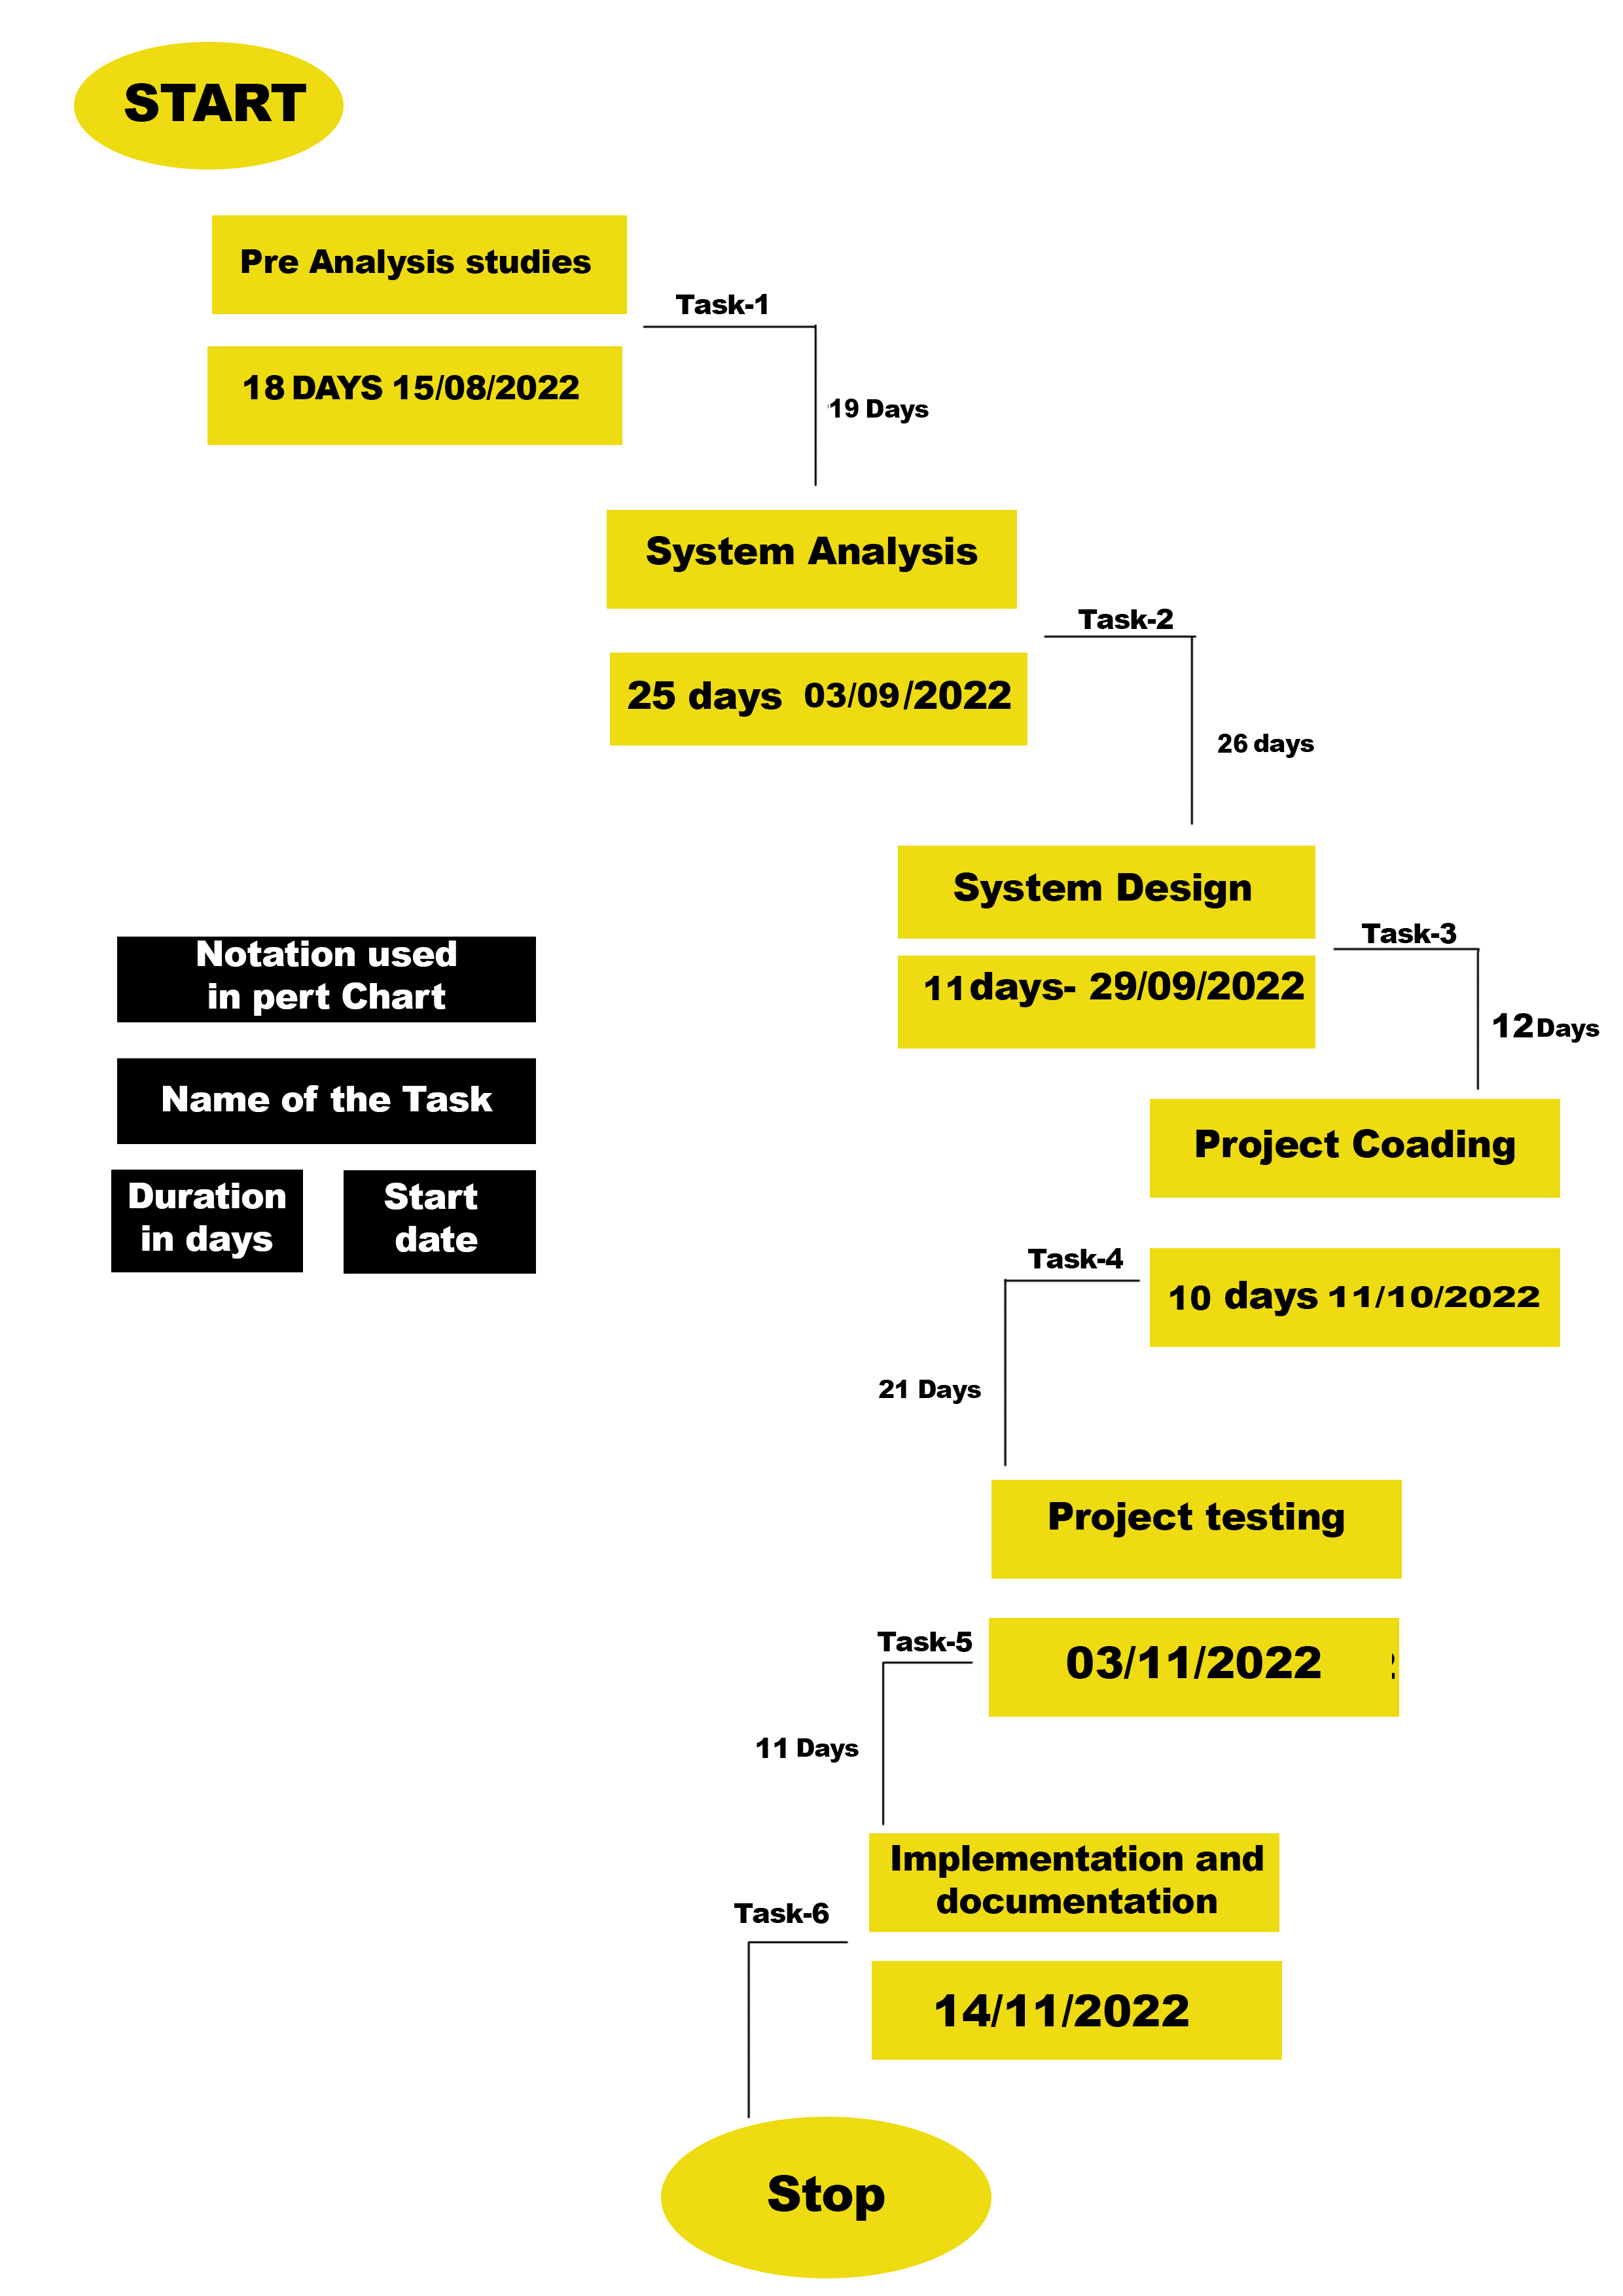 START
Pre Analysis studies
Task-1
18 DAYS 15/08/2022
19 Days
System Analysis
Task-2
25 days 03/09/2022
26 days
System Design
Task-3
11days- 29/09/2022
12Days
Notation used
in pert Chart
Name of the Task
Duration
in days
Start
date
Project Coading
Task-4
10 days 11/10/2022
21 Days
Project testing
Task-5
03/11/2022
11 Days
Implementation and
documentation
Task-6
14/11/2022
Stop